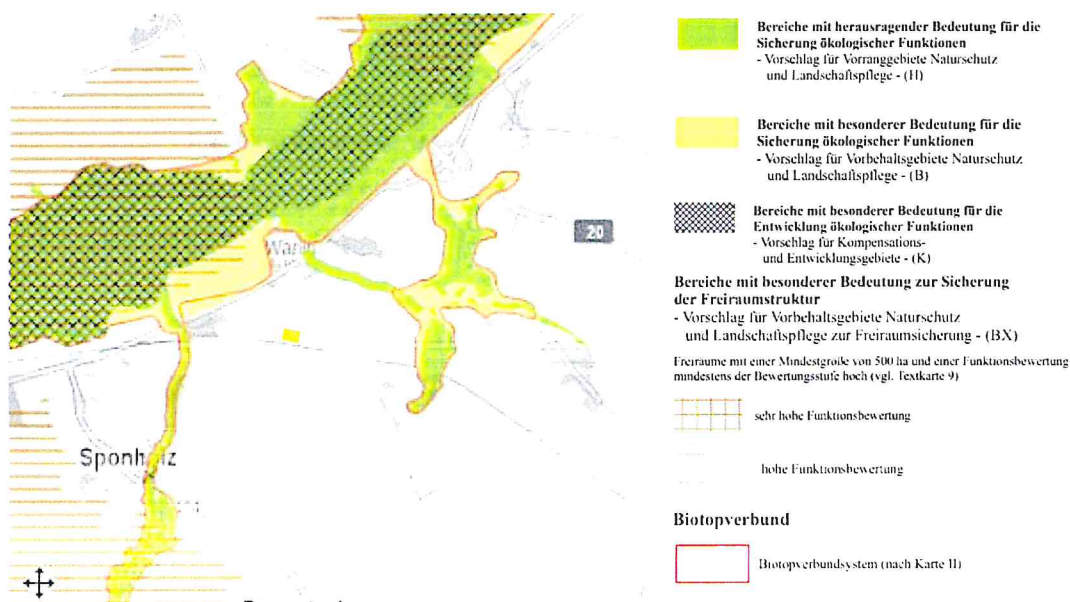 Bereiche mit herausragender Bedeutung für die
Sicherung ökologischer Funktionen
- Vorschlag für Vorranggebiete Naturschutz
und Landschaftspflege - (H)
Bereiche mit besonderer Bedeutung für die
Sicherung ökologischer Funktionen
- Vorschlag für Vorbehaltsgebiete Naturschutz
und Landschaftspflege - (B)
Bereiche mit besonderer Bedeutung für die
Entwicklung ökologischer Funktionen
- Vorschlag für Kompensations-
und Entwicklungsgebiete - (K)
Bereiche mit besonderer Bedeutung zur Sicherung
der Freiraumstruktur
- Vorschlag für Vorbehaltsgebiete Naturschutz
und Landschaftspflege zur Freiraumsicherung - (BX)
Freiräume mit einer Mindestgröße von 500 ha und einer Funktionsbewertung
mindestens der Bewertungsstufe hoch (vgl. Textkarte 9)
sehr hohe Funktionsbewertung
hohe Funktionsbewertung
Biotopverbund
Biotopverbundsystem (nach Karte II)
20
Sponholz